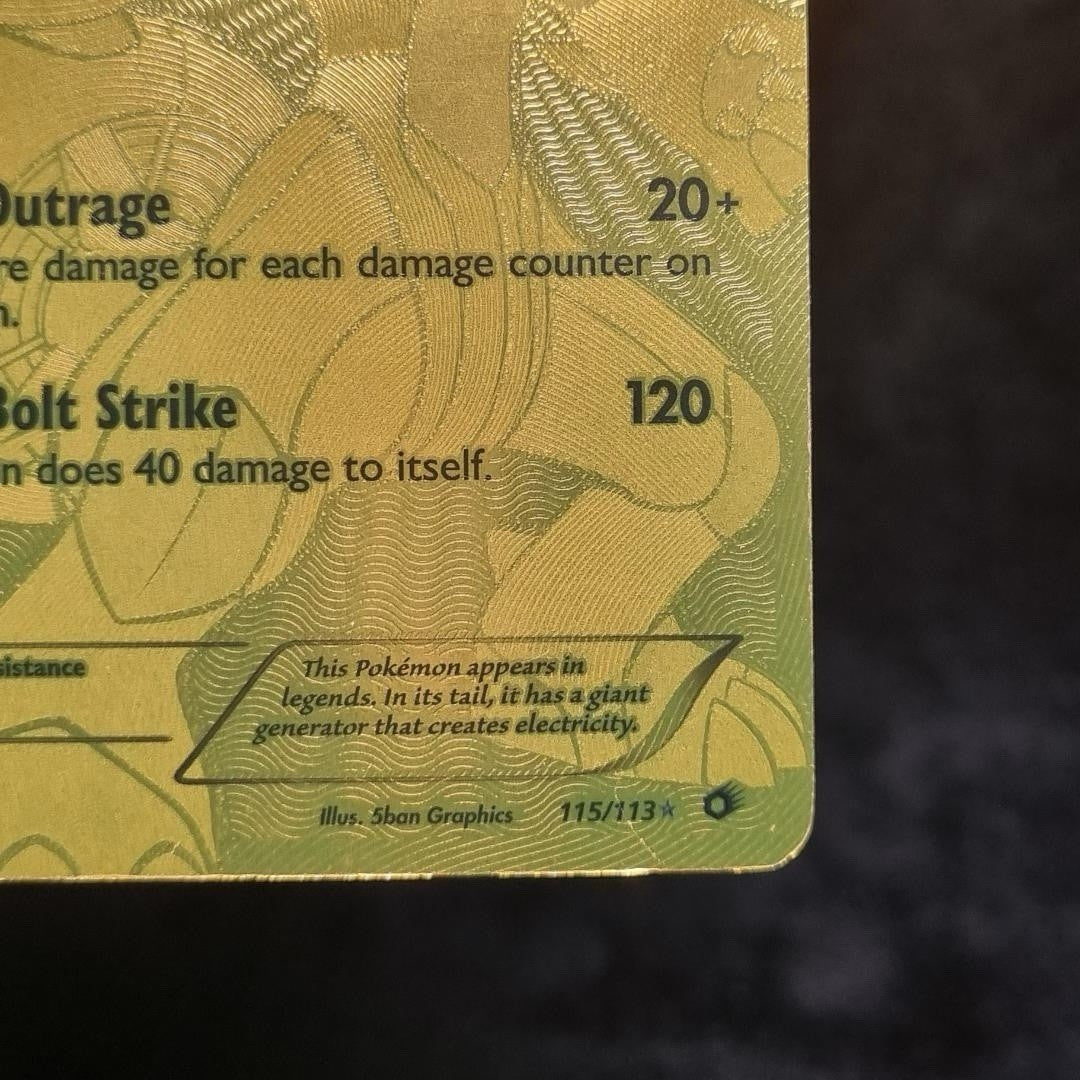 Outrage 20+
re damage for each damage counter on
n.
Bolt Strike 120
n does 40 damage to itself.
sistance
This Pokémon appears in
legends. In its tail, it has a giant
generator that creates electricity.
Illus. 5ban Graphics 115/113★